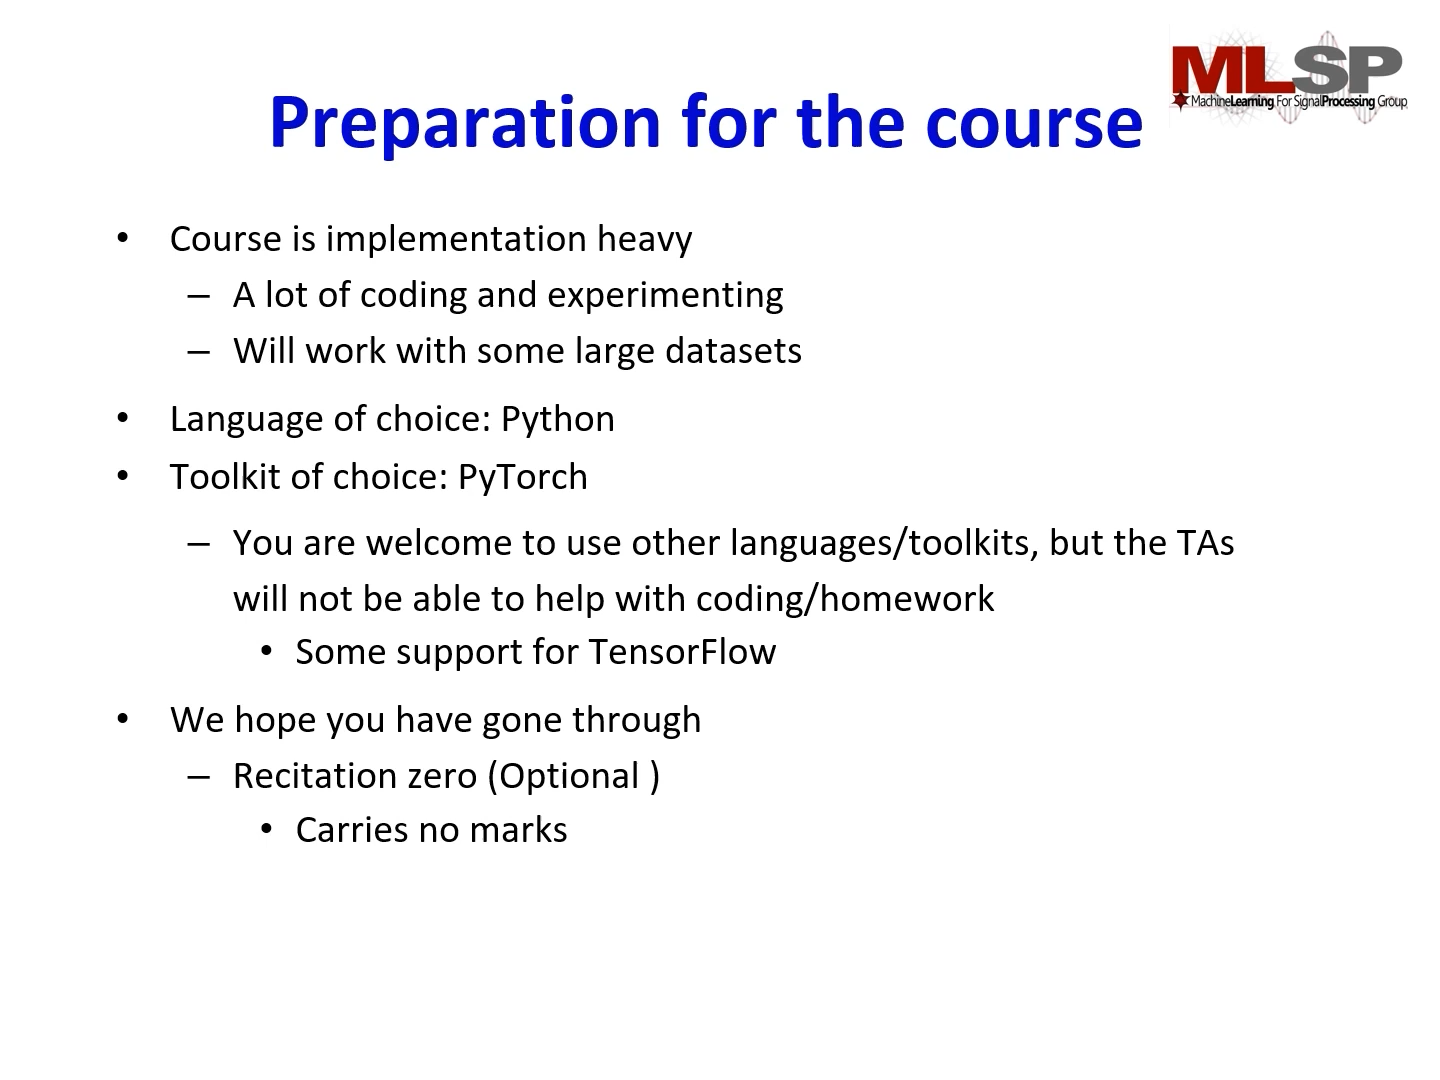 MLSP
MachineLearning For SignalProcessing Group
Preparation for the course
• Course is implementation heavy
– A lot of coding and experimenting
– Will work with some large datasets
• Language of choice: Python
• Toolkit of choice: PyTorch
– You are welcome to use other languages/toolkits, but the TAs
will not be able to help with coding/homework
• Some support for TensorFlow
• We hope you have gone through
– Recitation zero (Optional )
• Carries no marks